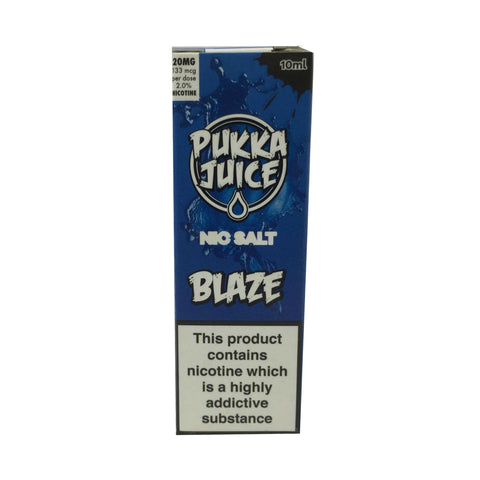 20MG
133 mcg
per dose
2.0%
NICOTINE
10ml
PUKKA
JUICE
NIC SALT
BLAZE
This product
contains
nicotine which
is a highly
addictive
substance